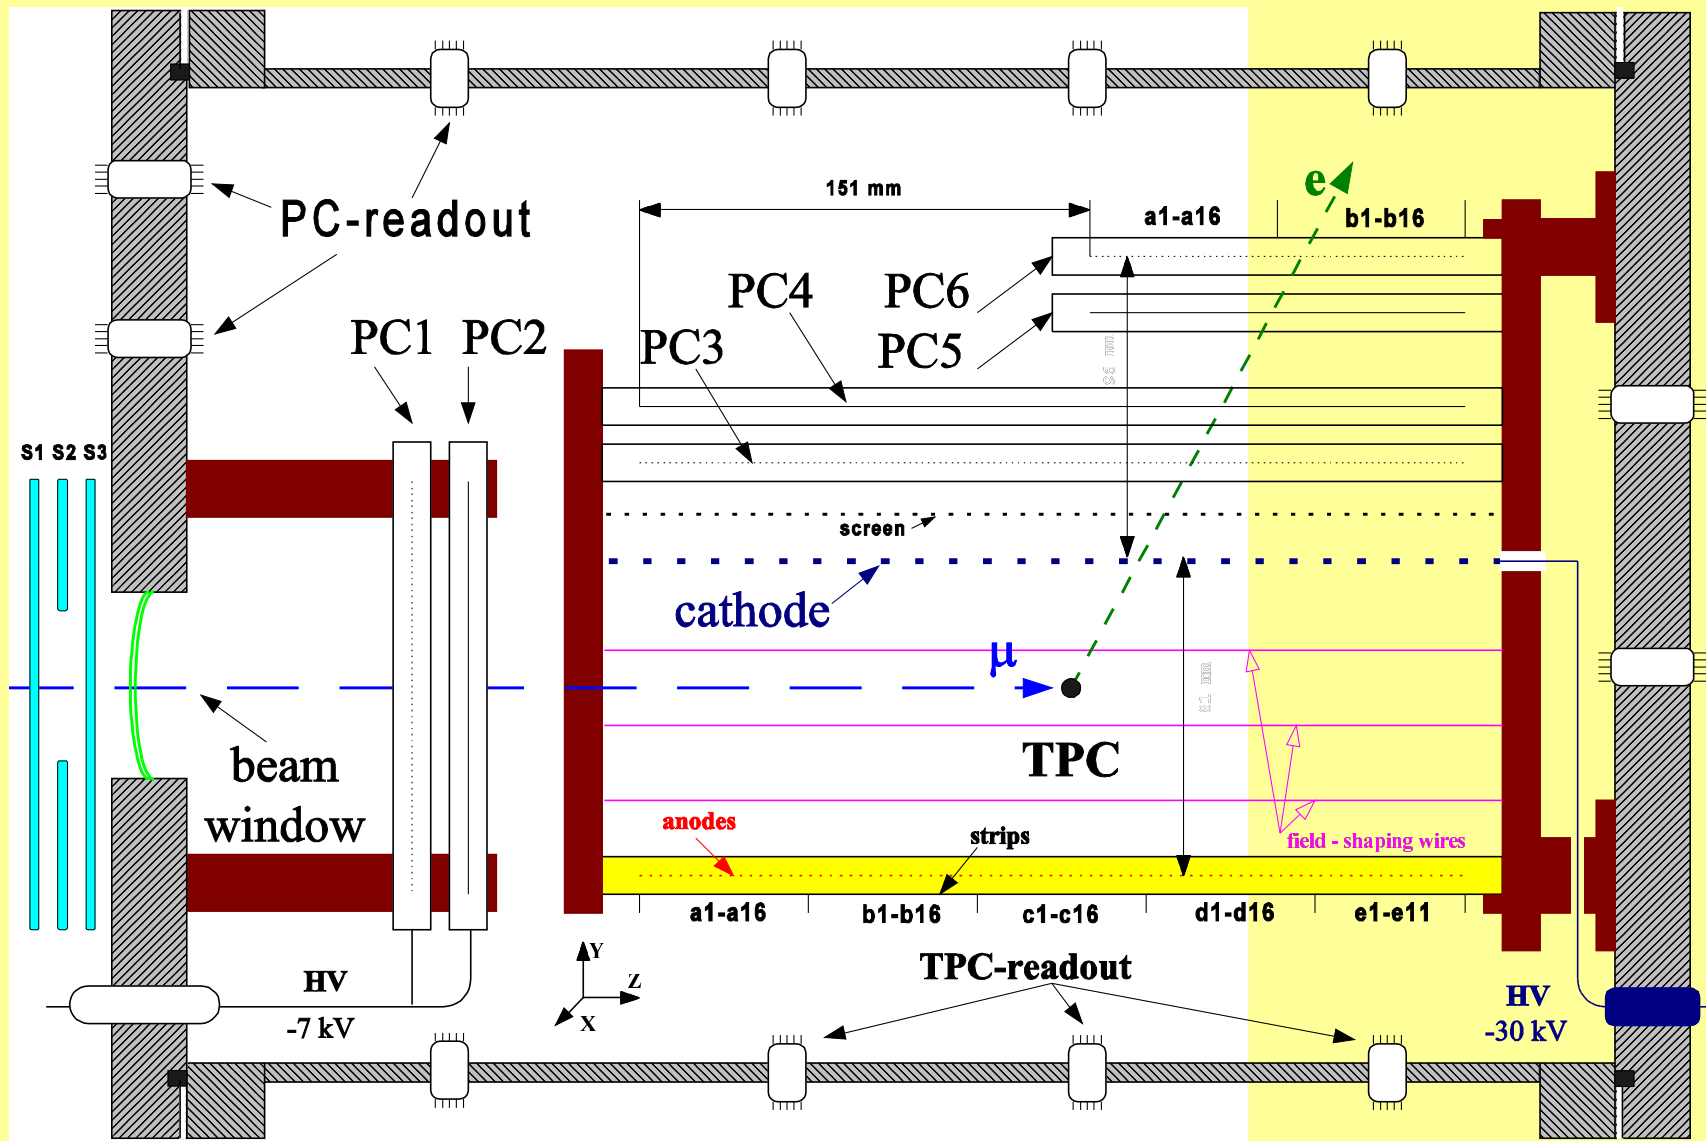 151 mm
e
a1-a16
b1-b16
PC-readout
PC4
PC6
PC1
PC2
PC3
PC5
S1 S2 S3
screen
cathode
μ
beam
window
TPC
anodes
strips
field - shaping wires
a1-a16
b1-b16
c1-c16
d1-d16
e1-e11
Y
Z
X
TPC-readout
HV
-7 kV
HV
-30 kV